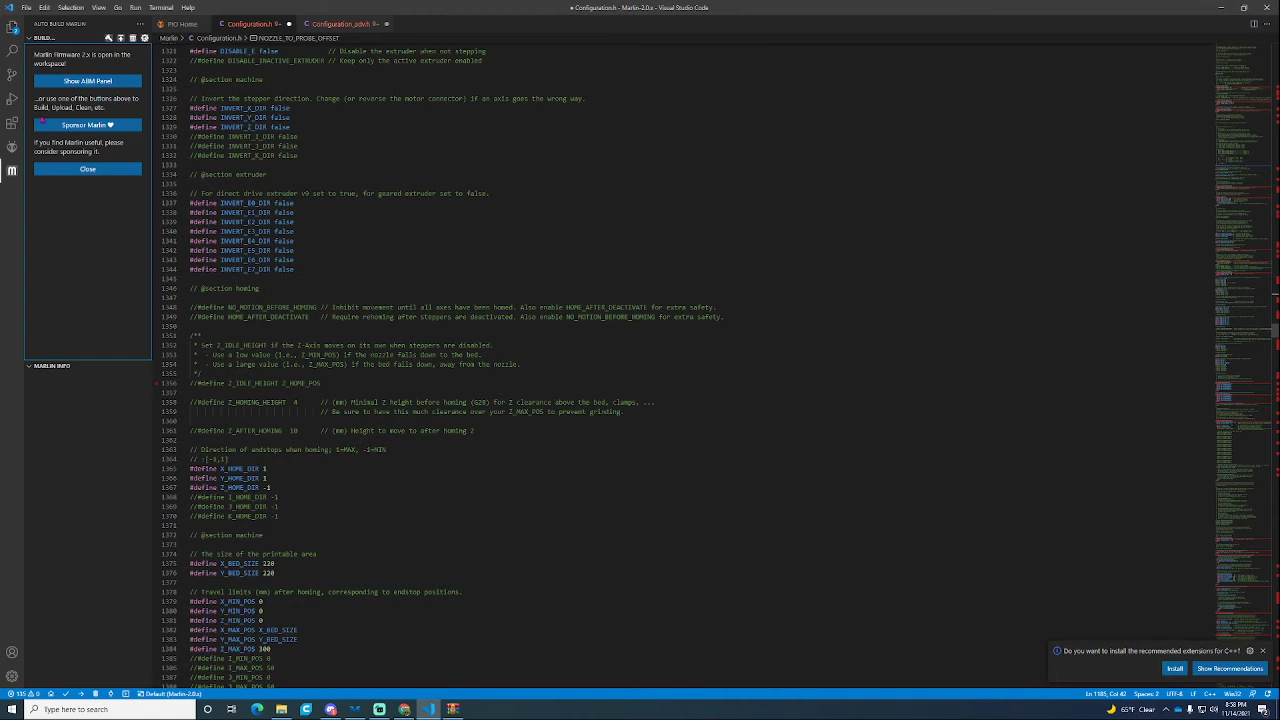 File Edit Selection View Go Run Terminal Help
● Configuration.h - Marlin-2.0.x - Visual Studio Code
AUTO BUILD MARLIN
PIO Home Configuration.h Configuration_adv.h
BUILD...
Marlin > Configuration.h > NOZZLE_TO_PROBE_OFFSET
Marlin Firmware 2.x is open in the
workspace!
Show ABM Panel
...or use one of the buttons above to
Build, Upload, Clean, etc.
Sponsor Marlin
If you find Marlin useful, please
consider sponsoring it.
Close
MARLIN INFO
1321 #define DISABLE_E false // Disable the extruder when not stepping
1322 //#define DISABLE_INACTIVE_EXTRUDER // Keep only the active extruder enabled
1323
1324 // @section machine
1325
1326 // Invert the stepper direction. Change (or reverse the motor connector) if an axis goes the wrong way.
1327 #define INVERT_X_DIR false
1328 #define INVERT_Y_DIR false
1329 #define INVERT_Z_DIR false
1330 //#define INVERT_I_DIR false
1331 //#define INVERT_J_DIR false
1332 //#define INVERT_K_DIR false
1333
1334 // @section extruder
1335
1336 // For direct drive extruder v9 set to true, for geared extruder set to false.
1337 #define INVERT_E0_DIR false
1338 #define INVERT_E1_DIR false
1339 #define INVERT_E2_DIR false
1340 #define INVERT_E3_DIR false
1341 #define INVERT_E4_DIR false
1342 #define INVERT_E5_DIR false
1343 #define INVERT_E6_DIR false
1344 #define INVERT_E7_DIR false
1345
1346 // @section homing
1347
1348 //#define NO_MOTION_BEFORE_HOMING // Inhibit movement until all axes have been homed. Also enable HOME_AFTER_DEACTIVATE for extra safety.
1349 //#define HOME_AFTER_DEACTIVATE // Require rehoming after steppers are deactivated. Also enable NO_MOTION_BEFORE_HOMING for extra safety.
1350
1351 /**
1352 * Set Z_IDLE_HEIGHT if the Z-Axis moves on its own when steppers are disabled.
1353 * - Use a low value (i.e., Z_MIN_POS) if the nozzle falls down to the bed.
1354 * - Use a large value (i.e., Z_MAX_POS) if the bed falls down, away from the nozzle.
1355 */
1356 //#define Z_IDLE_HEIGHT Z_HOME_POS
1357
1358 //#define Z_HOMING_HEIGHT 4 // (mm) Minimal Z height before homing (G28) for Z clearance above the bed, clamps, ...
1359 // Be sure to have this much clearance over your Z_MAX_POS to prevent grinding.
1360
1361 //#define Z_AFTER_HOMING 10 // (mm) Height to move to after homing Z
1362
1363 // Direction of endstops when homing; 1=MAX, -1=MIN
1364 // :[-1,1]
1365 #define X_HOME_DIR 1
1366 #define Y_HOME_DIR 1
1367 #define Z_HOME_DIR -1
1368 //#define I_HOME_DIR -1
1369 //#define J_HOME_DIR -1
1370 //#define K_HOME_DIR -1
1371
1372 // @section machine
1373
1374 // The size of the printable area
1375 #define X_BED_SIZE 220
1376 #define Y_BED_SIZE 220
1377
1378 // Travel limits (mm) after homing, corresponding to endstop positions.
1379 #define X_MIN_POS 0
1380 #define Y_MIN_POS 0
1381 #define Z_MIN_POS 0
1382 #define X_MAX_POS X_BED_SIZE
1383 #define Y_MAX_POS Y_BED_SIZE
1384 #define Z_MAX_POS 300
1385 //#define I_MIN_POS 0
1386 //#define I_MAX_POS 50
1387 //#define J_MIN_POS 0
1388 //#define J_MAX_POS 50
Do you want to install the recommended extensions for C++?
Install Show Recommendations
135 0 Default (Marlin-2.0.x) Ln 1185, Col 42 Spaces: 2 UTF-8 LF C++ Win32
Type here to search
65°F Clear
8:58 PM
11/14/2021